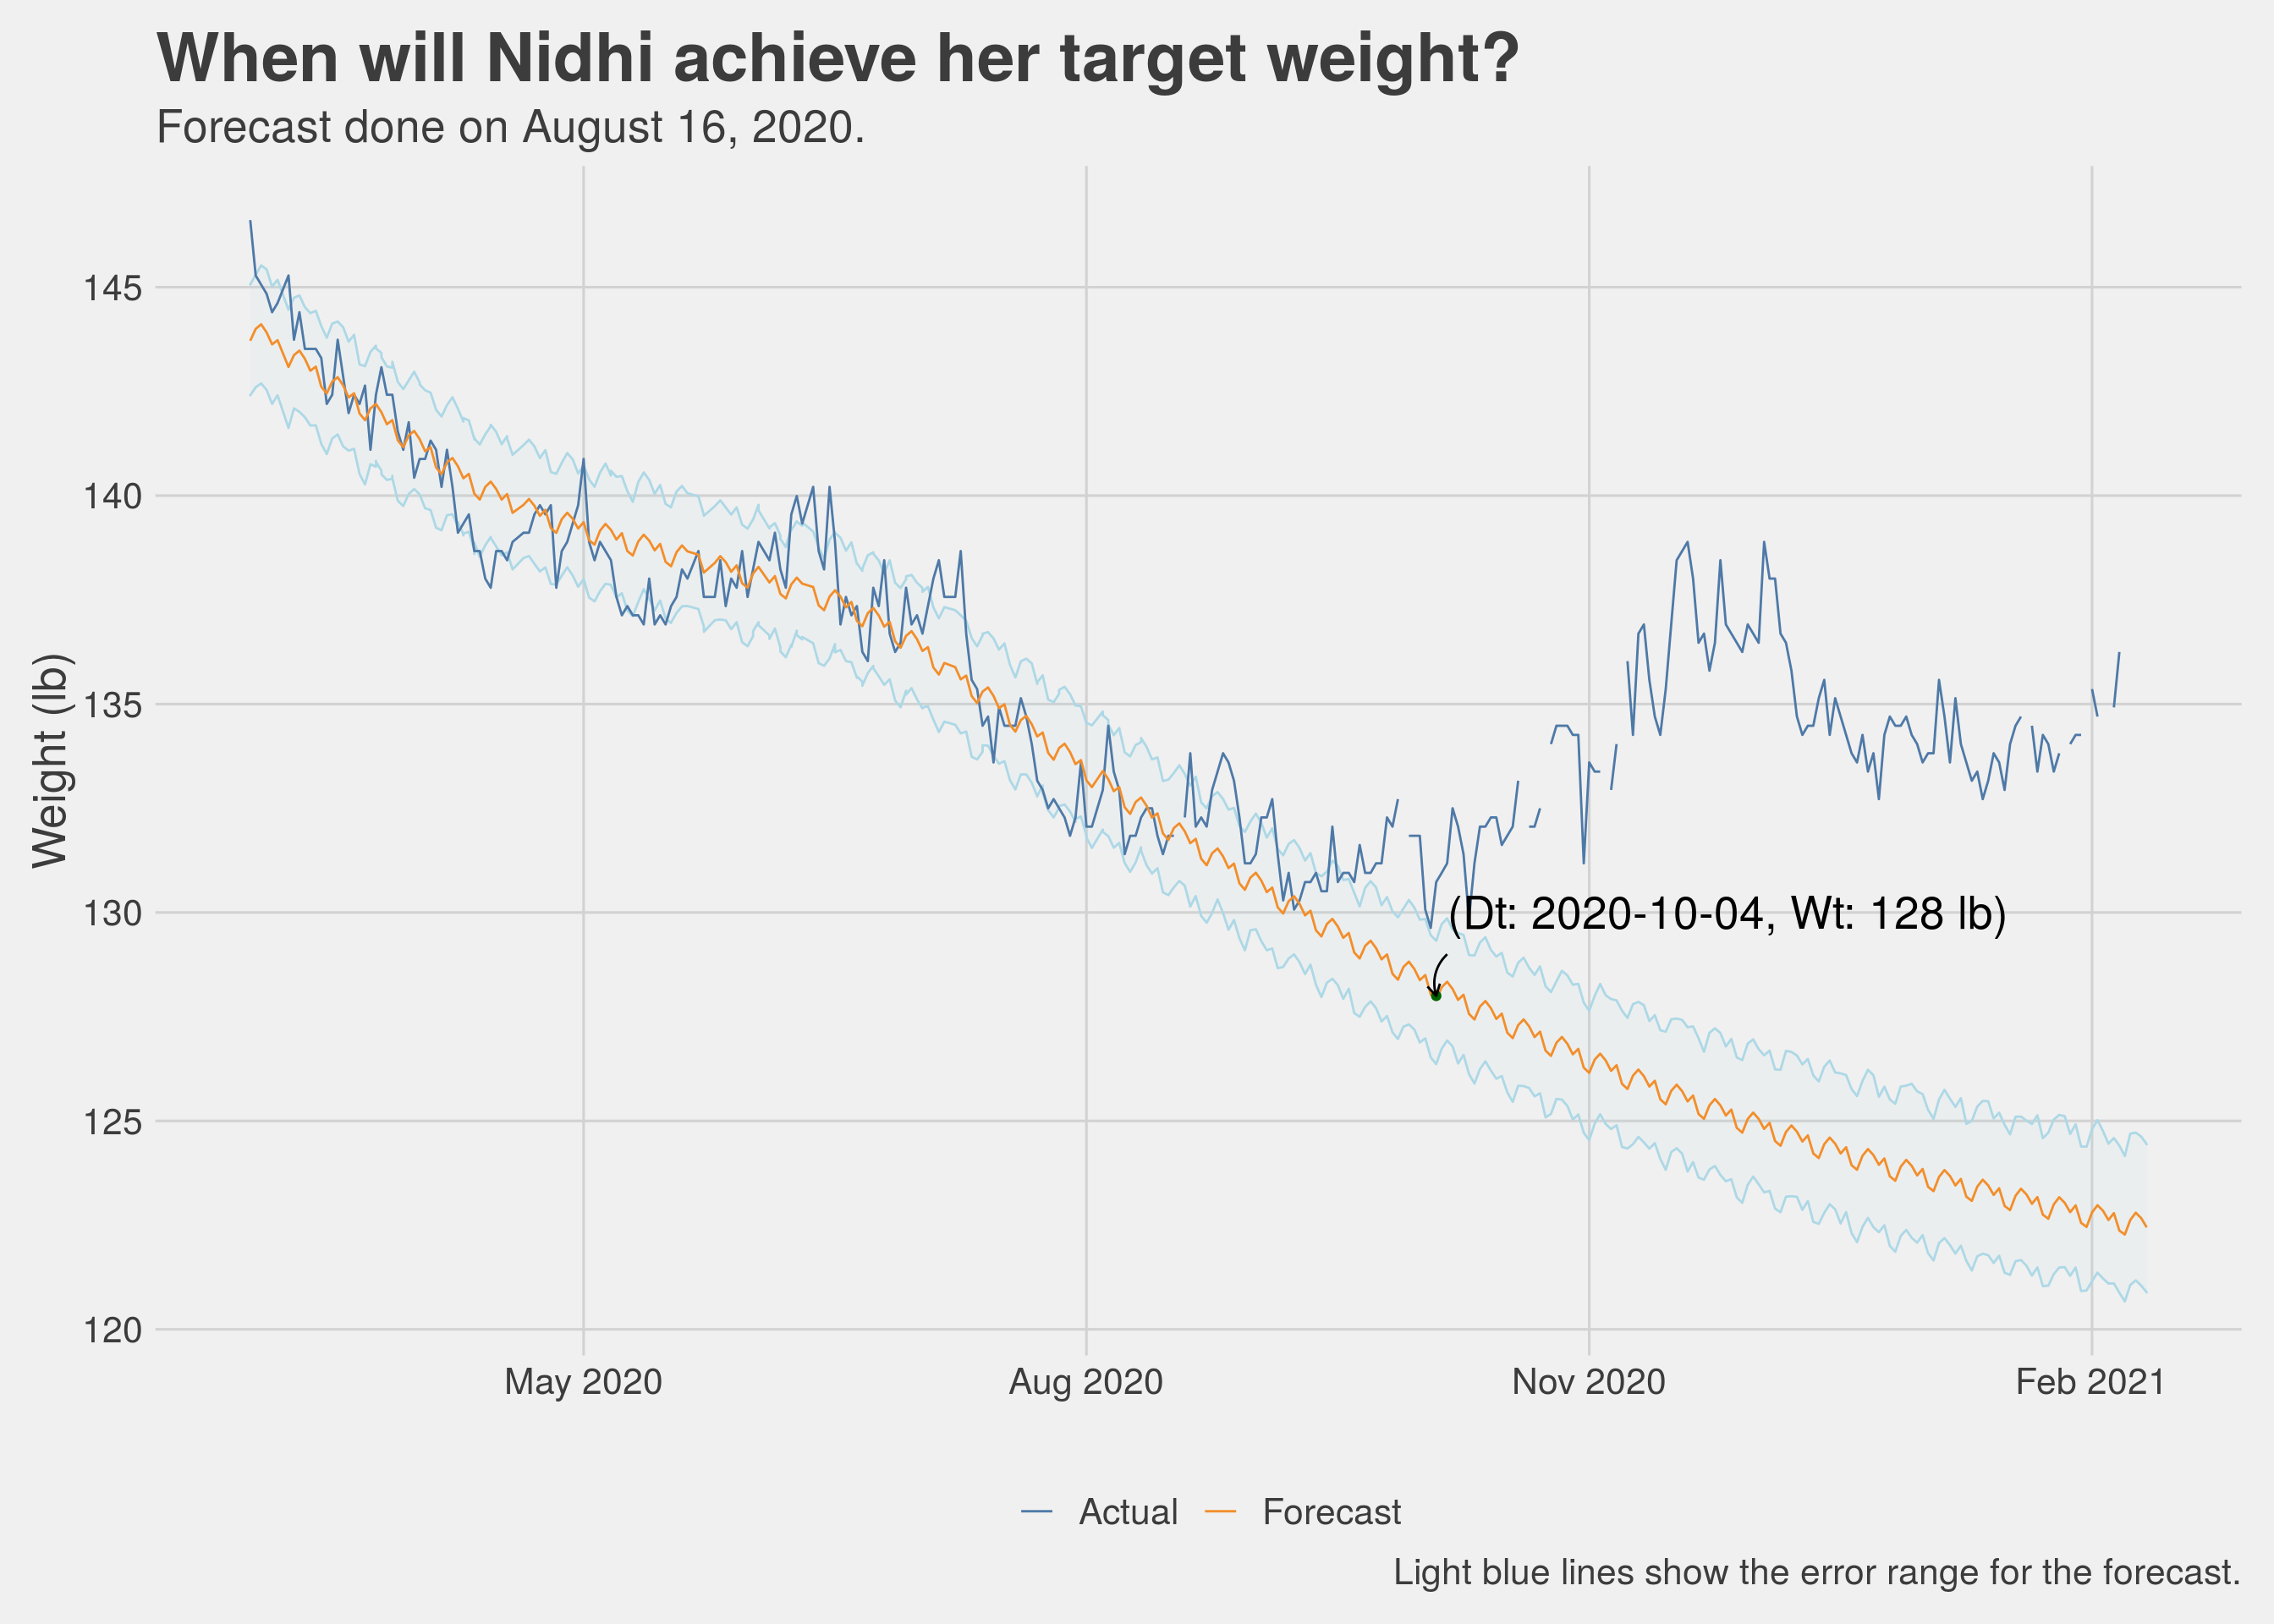 When will Nidhi achieve her target weight?
Forecast done on August 16, 2020.
Weight (lb)
145
140
135
130
125
120
(Dt: 2020-10-04, Wt: 128 lb)
May 2020
Aug 2020
Nov 2020
Feb 2021
Actual
Forecast
Light blue lines show the error range for the forecast.